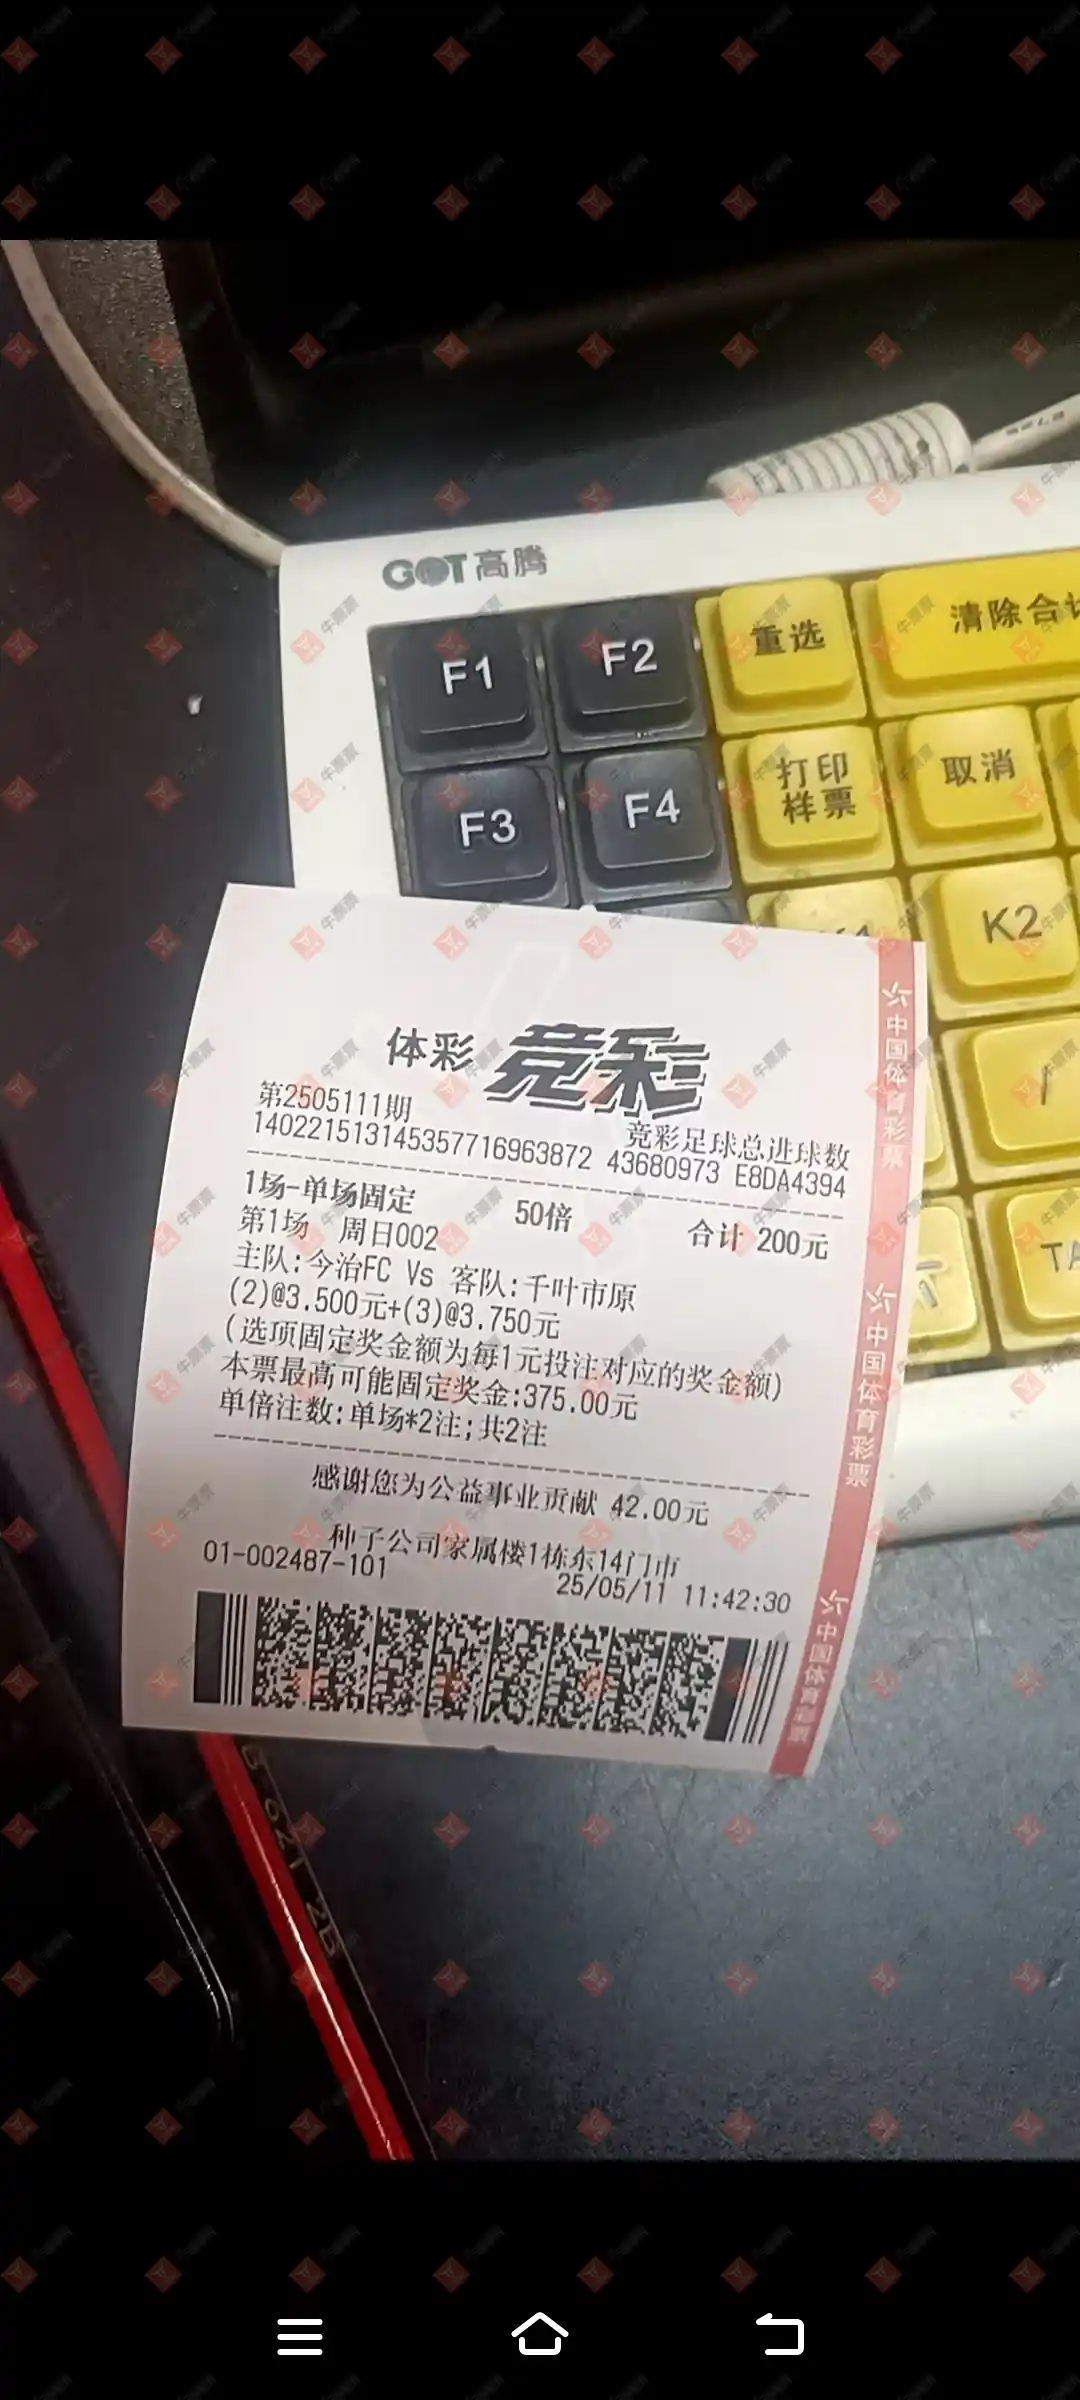 GOT高腾
F1
F2
重选
清除合计
F3
F4
打印
样票
取消
K2
体彩 竞彩
第2505111期
竞彩足球总进球数
140221513145357716963872 43680973 E8DA4394
1场-单场固定 50倍 合计 200元
第1场 周日002
主队:今治FC Vs 客队:千叶市原
(2)@3.500元+(3)@3.750元
(选项固定奖金额为每1元投注对应的奖金额)
本票最高可能固定奖金:375.00元
单倍注数:单场*2注;共2注
感谢您为公益事业贡献 42.00元
种子公司家属楼1栋东14门市
01-002487-101
25/05/11 11:42:30
中国体育彩票
中国体育彩票
中国体育彩票
牛票票